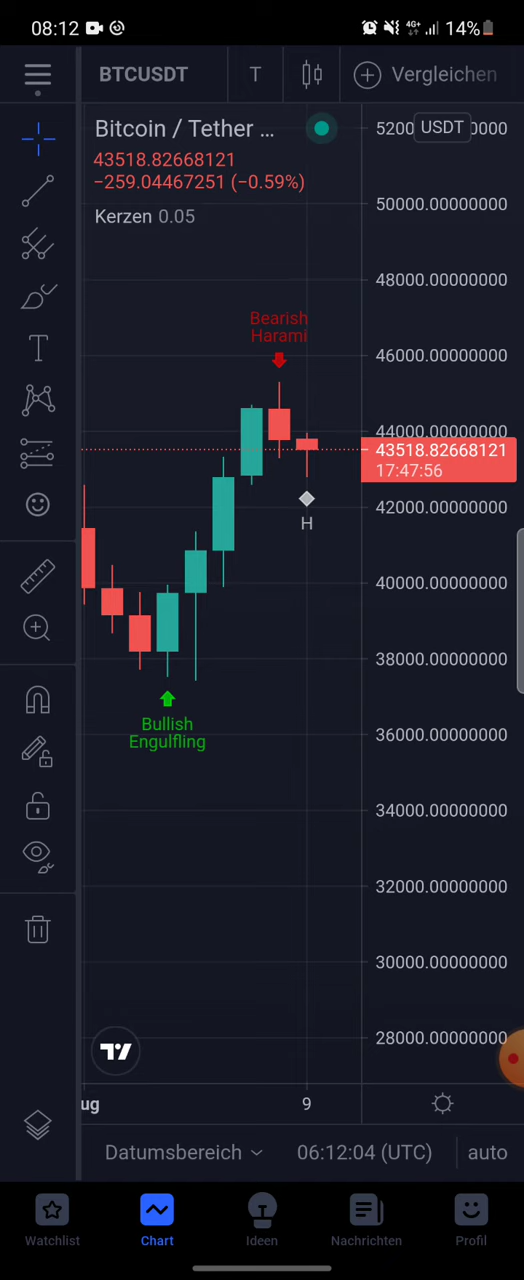 08:12
4G+
14%
BTCUSDT
T
Vergleichen
Bitcoin / Tether ...
USDT
43518.82668121
−259.04467251 (−0.59%)
Kerzen 0.05
50000.00000000
48000.00000000
Bearish
Harami
46000.00000000
44000.00000000
43518.82668121
17:47:56
H
42000.00000000
40000.00000000
38000.00000000
Bullish
Engulfling
36000.00000000
34000.00000000
32000.00000000
30000.00000000
28000.00000000
ug
9
Datumsbereich
06:12:04 (UTC)
auto
Watchlist
Chart
Ideen
Nachrichten
Profil